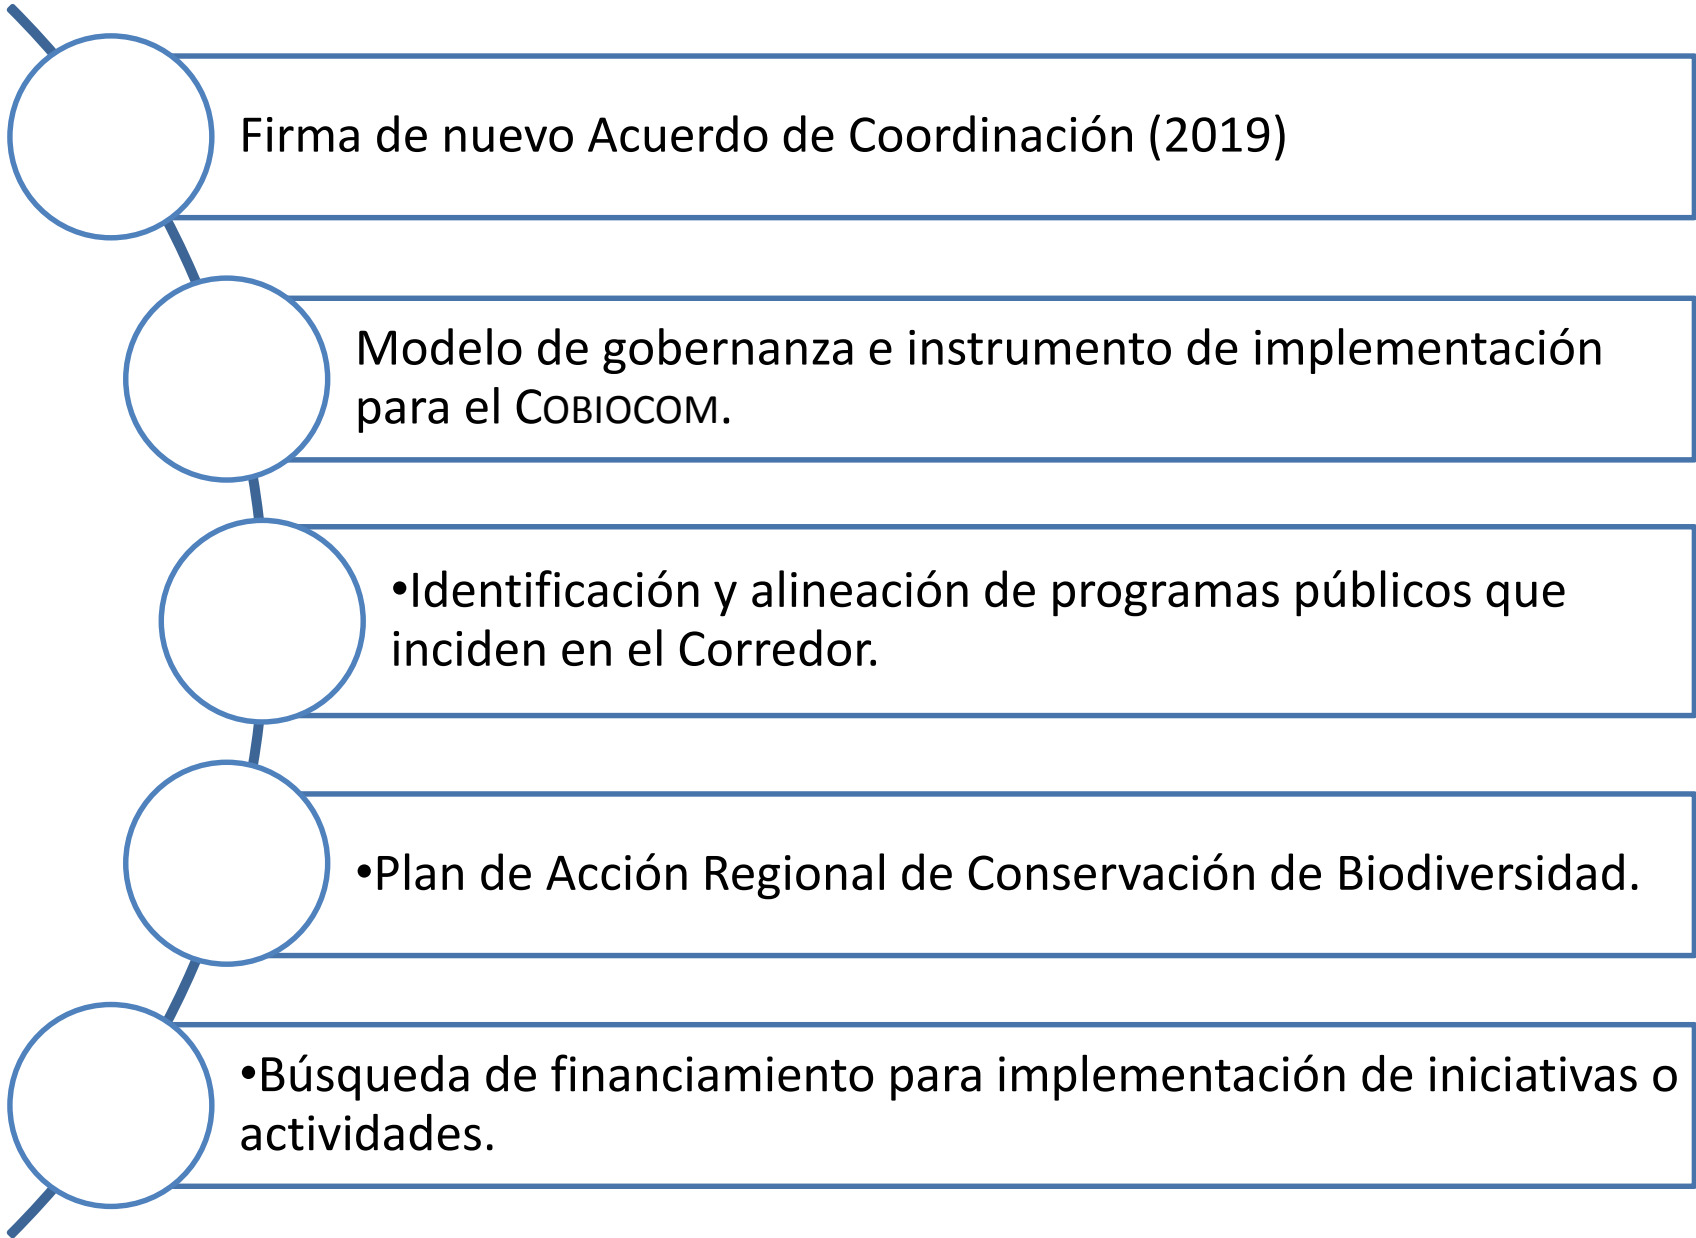 Firma de nuevo Acuerdo de Coordinación (2019)
Modelo de gobernanza e instrumento de implementación
para el COBIOCOM.
•Identificación y alineación de programas públicos que
inciden en el Corredor.
•Plan de Acción Regional de Conservación de Biodiversidad.
•Búsqueda de financiamiento para implementación de iniciativas o
actividades.